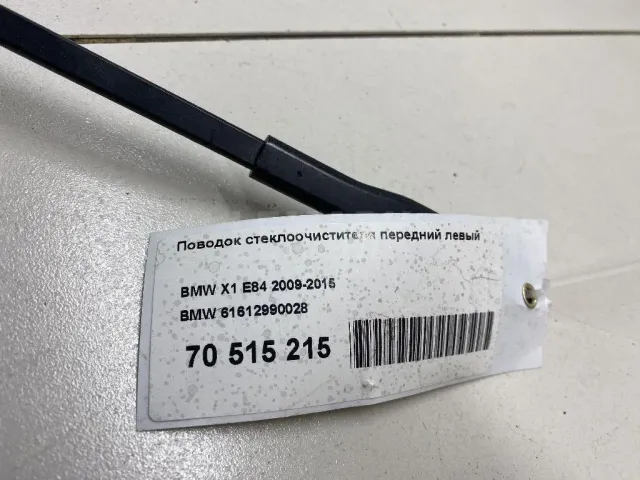 Поводок стеклоочистителя передний левый
BMW X1 E84 2009-2015
BMW 61612990028
70 515 215